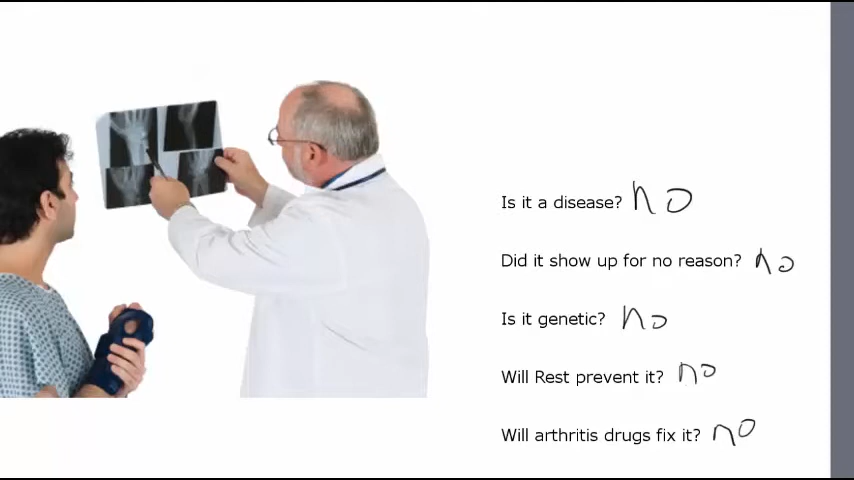 Is it a disease? no
Did it show up for no reason? no
Is it genetic? no
Will Rest prevent it? no
Will arthritis drugs fix it? no